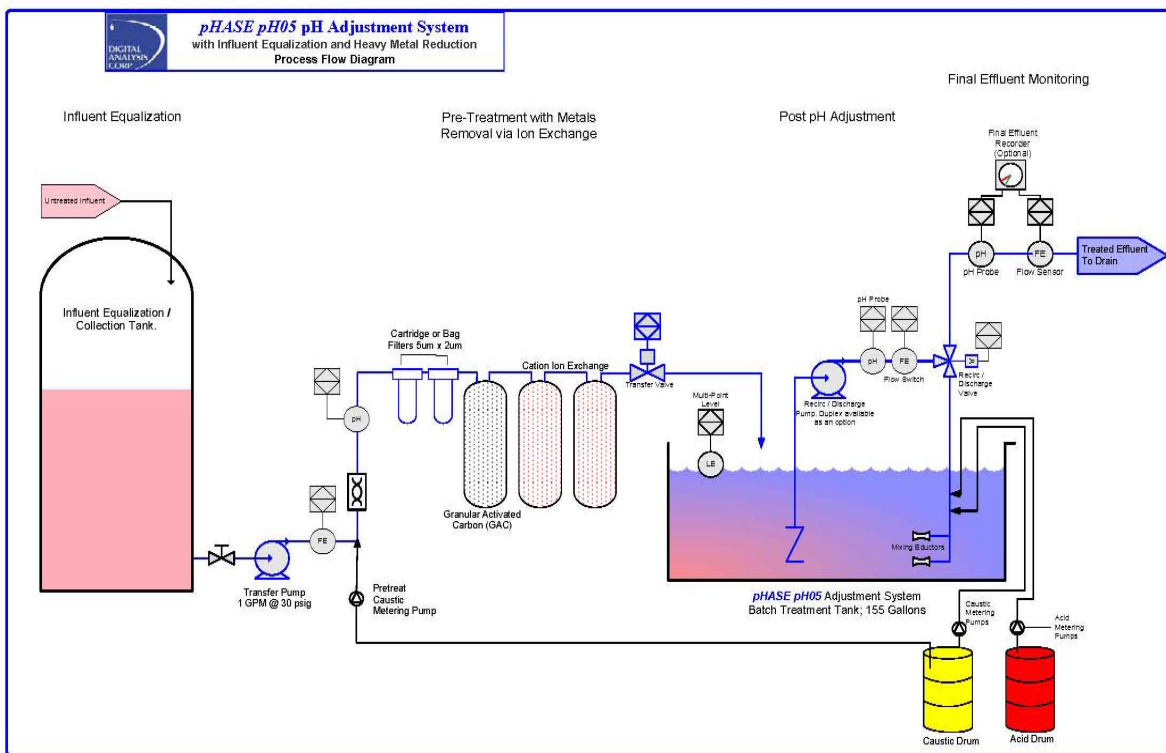 DIGITAL
ANALYSIS
CORP.
pHASE pH05 pH Adjustment System
with Influent Equalization and Heavy Metal Reduction
Process Flow Diagram
Final Effluent Monitoring
Influent Equalization
Pre-Treatment with Metals
Removal via Ion Exchange
Post pH Adjustment
Final Effluent
Recorder
(Optional)
Untreated Influent
pH
FE
Treated Effluent
To Drain
pH Probe
Flow Sensor
Influent Equalization /
Collection Tank.
Cartridge or Bag
Filters 5um x 2um
Cation Ion Exchange
Transfer Valve
pH Probe
pH
FE
Flow Switch
Recirc /
Discharge
Valve
Recirc / Discharge
Pump. Duplex available
as an option
Multi-Point
Level
LE
pH
Granular Activated
Carbon (GAC)
FE
Mixing Eductors
Transfer Pump
1 GPM @ 30 psig
Pretreat
Caustic
Metering Pump
pHASE pH05 Adjustment System
Batch Treatment Tank; 155 Gallons
Caustic
Metering
Pumps
Acid
Metering
Pumps
Caustic Drum
Acid Drum